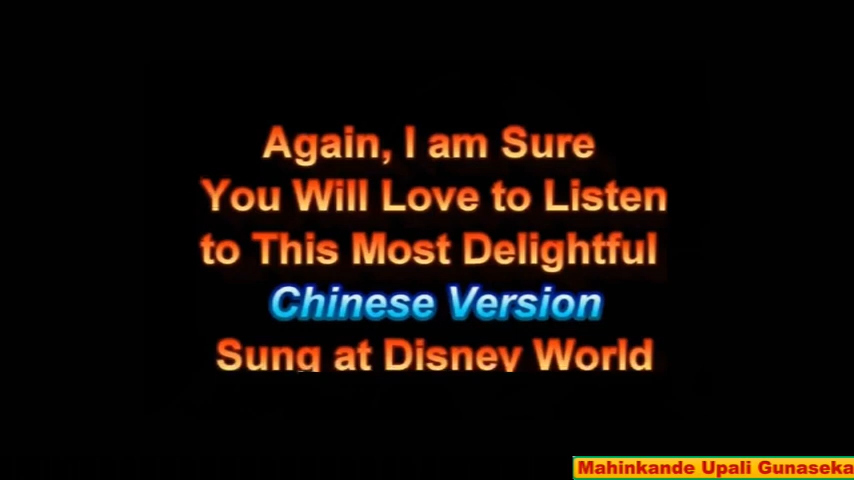 Again, I am Sure
You Will Love to Listen
to This Most Delightful
Chinese Version
Sung at Disney World
Mahinkande Upali Gunaseka